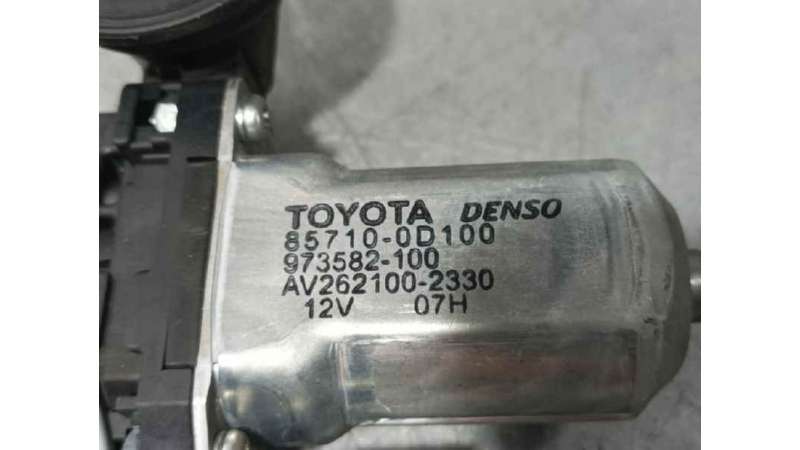 TOYOTA DENSO
85710-0D100
973582-100
AV262100-2330
12V 07H